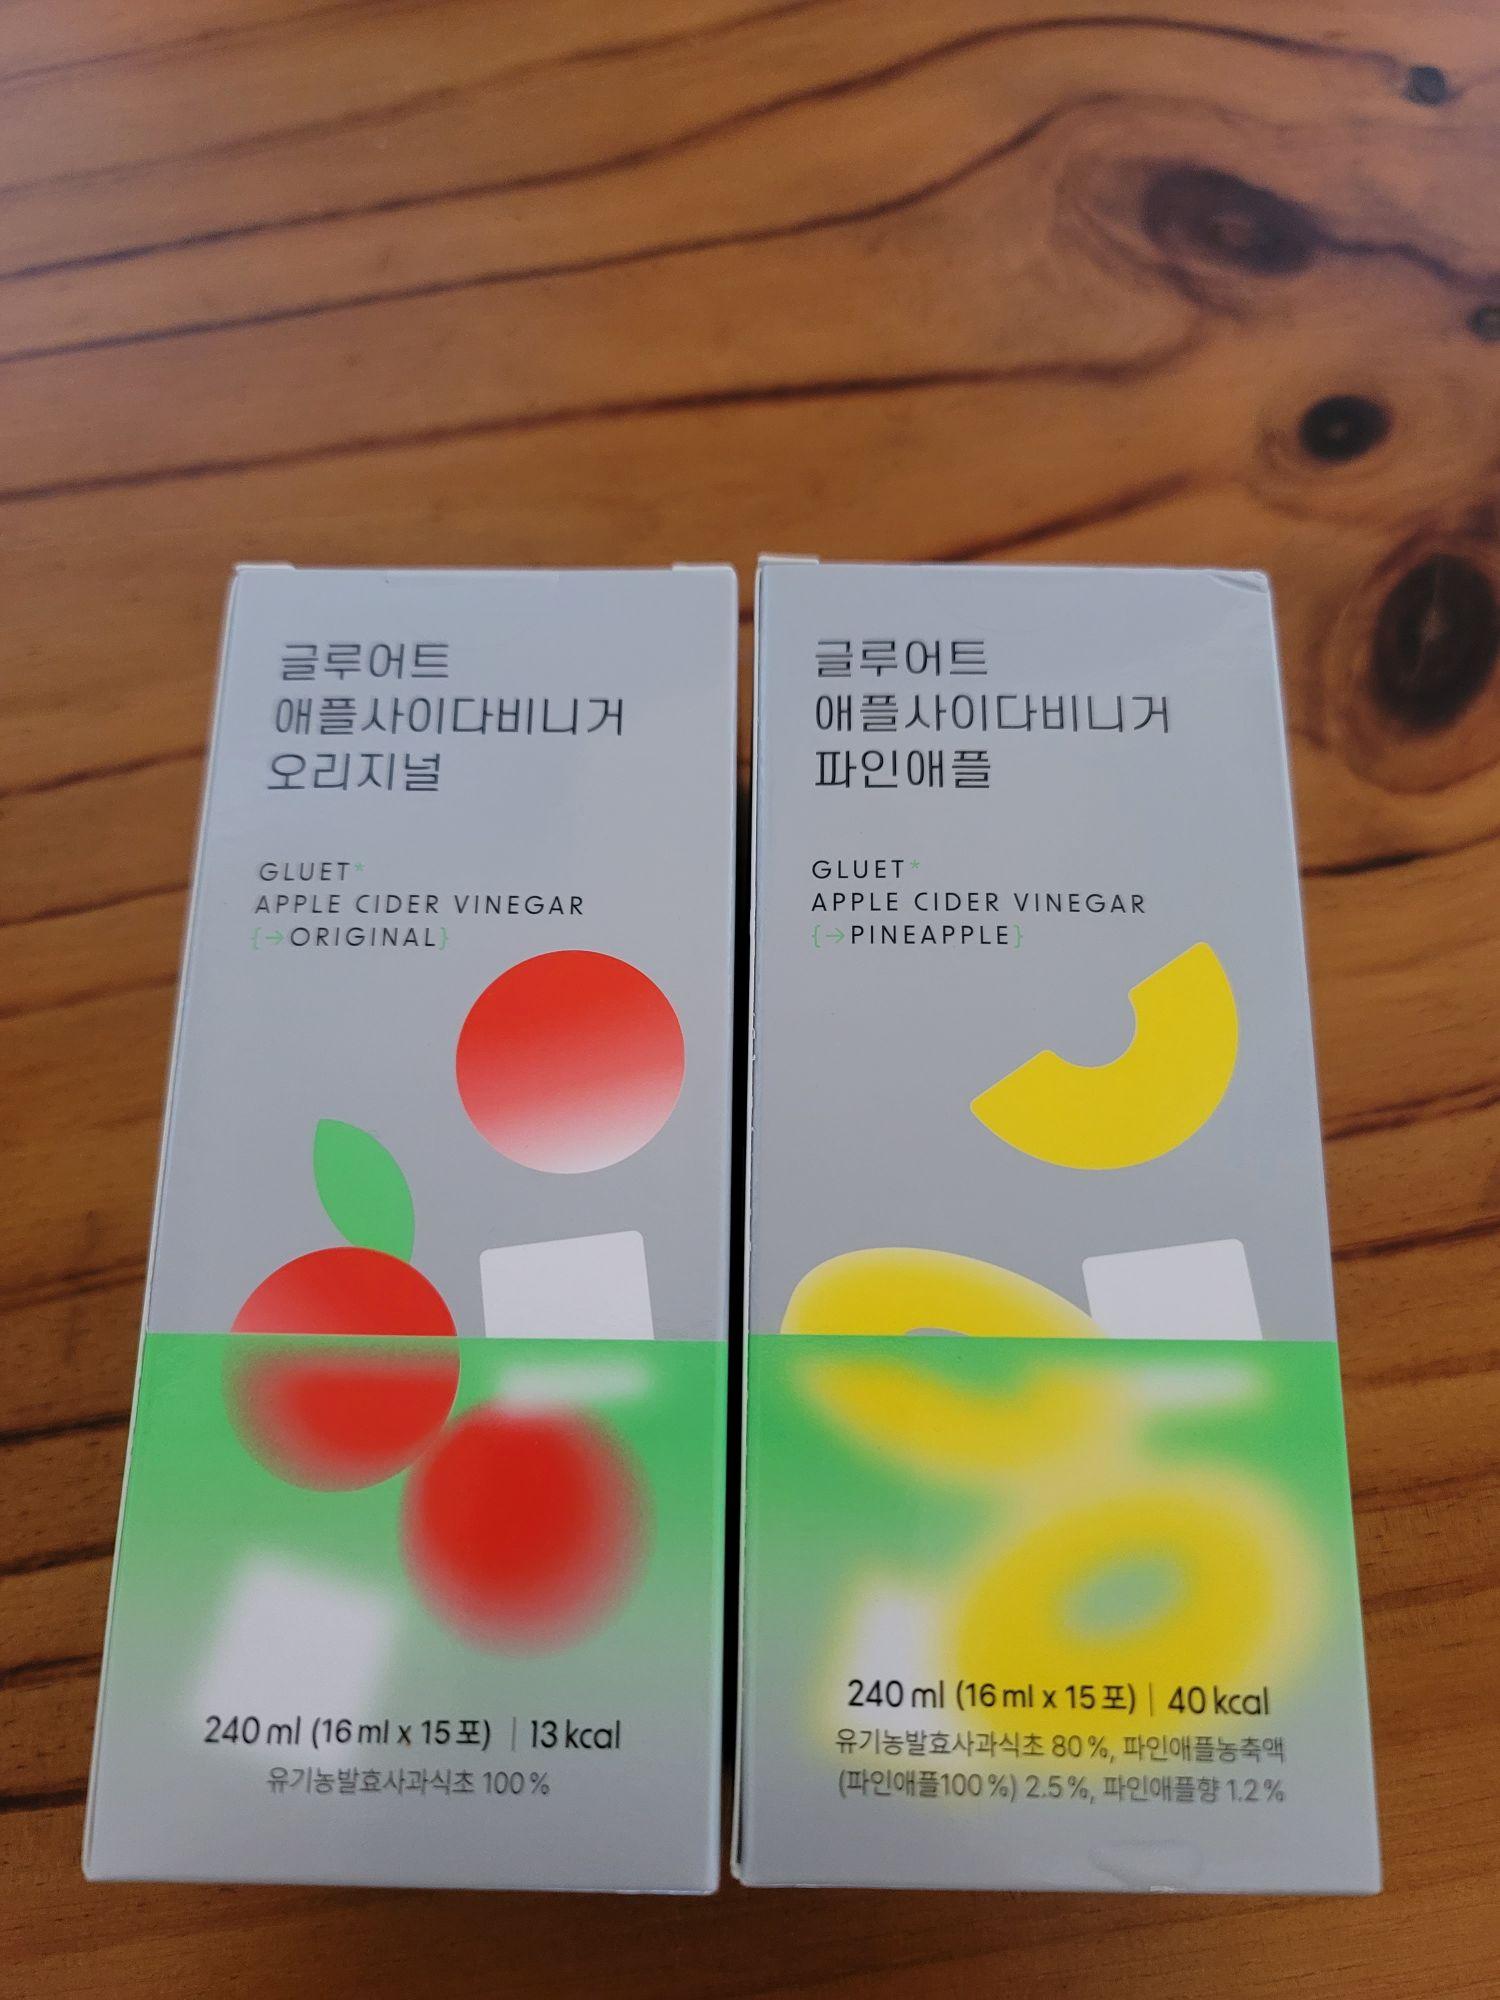 글루어트
애플사이다비니거
오리지널
GLUET*
APPLE CIDER VINEGAR
{→ORIGINAL}
240 ml (16 ml x 15포) | 13 kcal
유기농발효사과식초 100 %
글루어트
애플사이다비니거
파인애플
GLUET*
APPLE CIDER VINEGAR
{→PINEAPPLE}
240 ml (16 ml x 15포) | 40 kcal
유기농발효사과식초 80 %, 파인애플농축액
(파인애플100 %) 2.5 %, 파인애플향 1.2 %